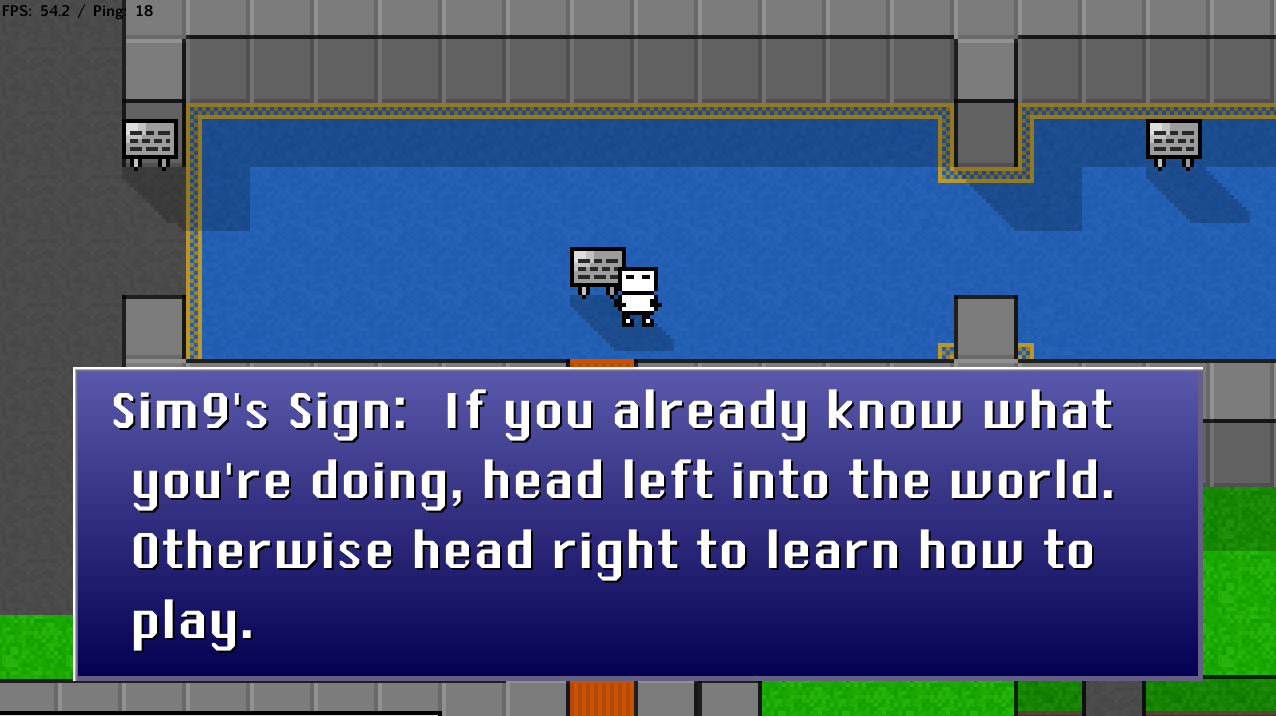 FPS: 54.2 / Ping: 18
Sim9's Sign: If you already know what
you're doing, head left into the world.
Otherwise head right to learn how to
play.